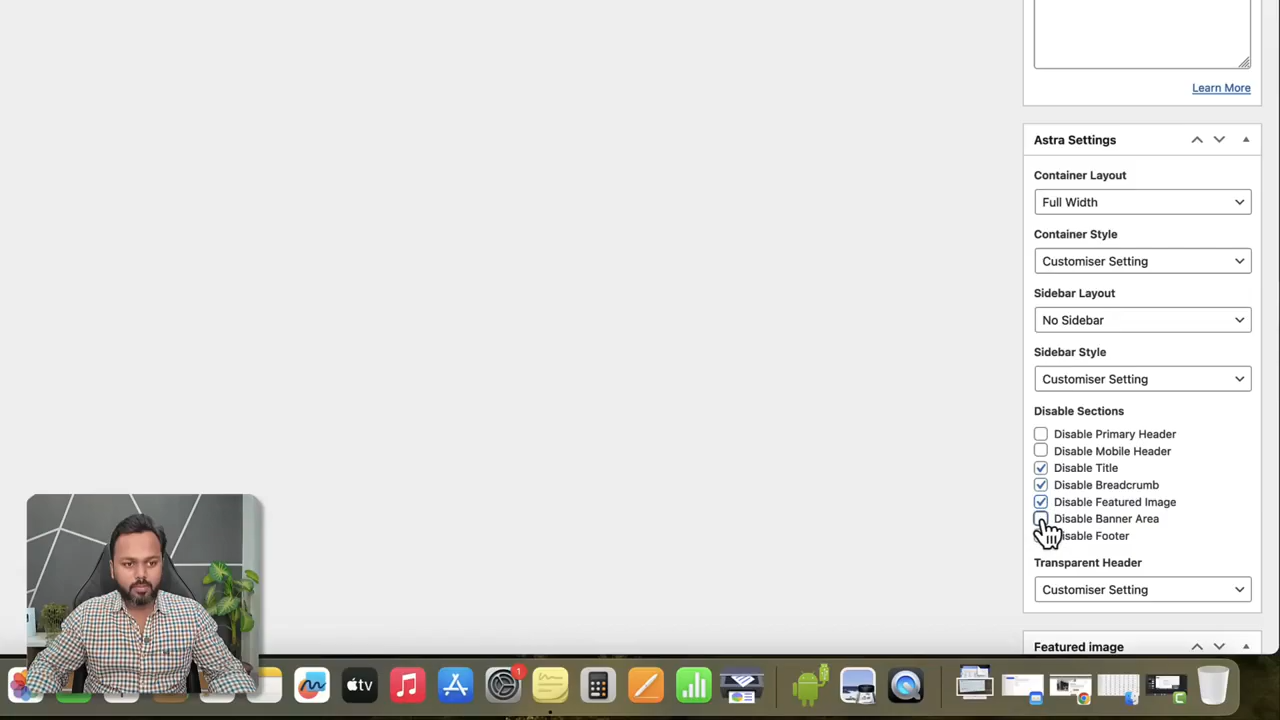 Learn More
Astra Settings
Container Layout
Full Width
Container Style
Customiser Setting
Sidebar Layout
No Sidebar
Sidebar Style
Customiser Setting
Disable Sections
Disable Primary Header
Disable Mobile Header
Disable Title
Disable Breadcrumb
Disable Featured Image
Disable Banner Area
isable Footer
Transparent Header
Customiser Setting
Featured image
tv
1